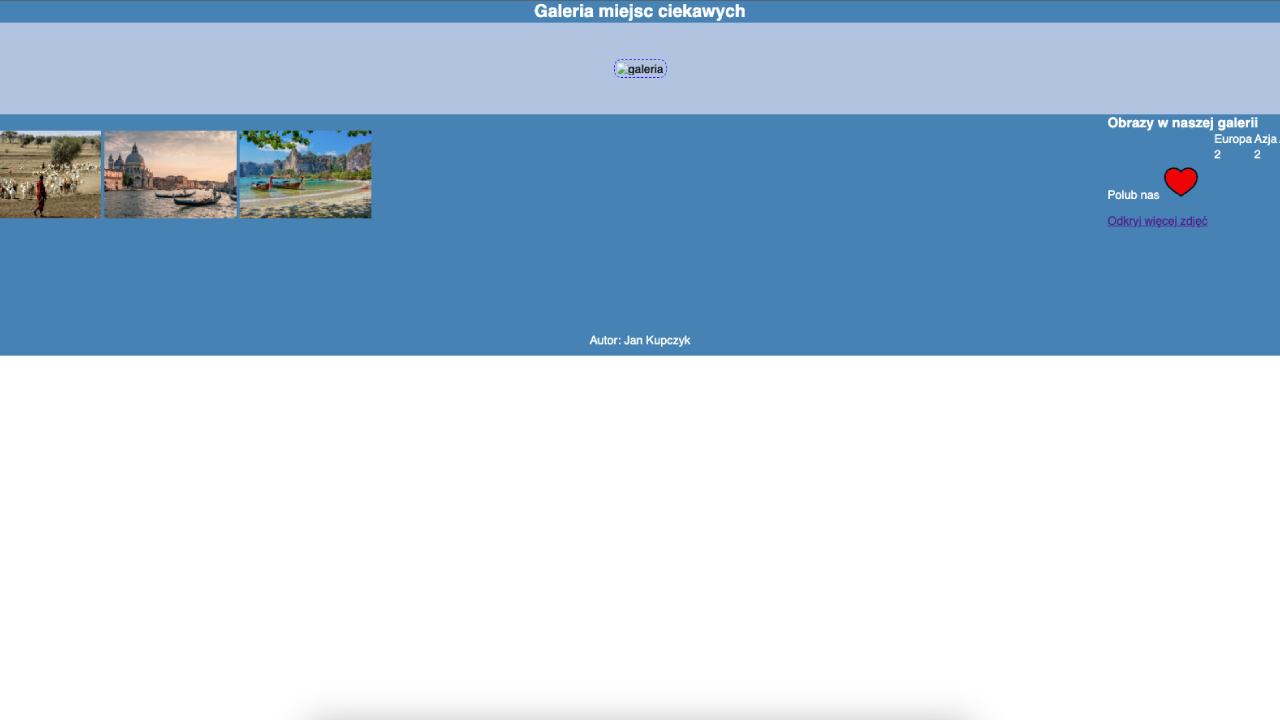 Galeria miejsc ciekawych
galeria
Obrazy w naszej galerii
Europa Azja
2 2
Polub nas
Odkryj więcej zdjęć
Autor: Jan Kupczyk